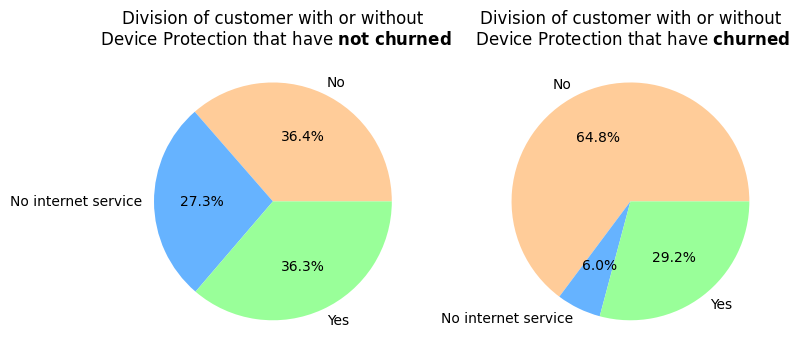 Division of customer with or without
Device Protection that have not churned
No
36.4%
No internet service
27.3%
36.3%
Yes
Division of customer with or without
Device Protection that have churned
No
64.8%
6.0%
29.2%
Yes
No internet service